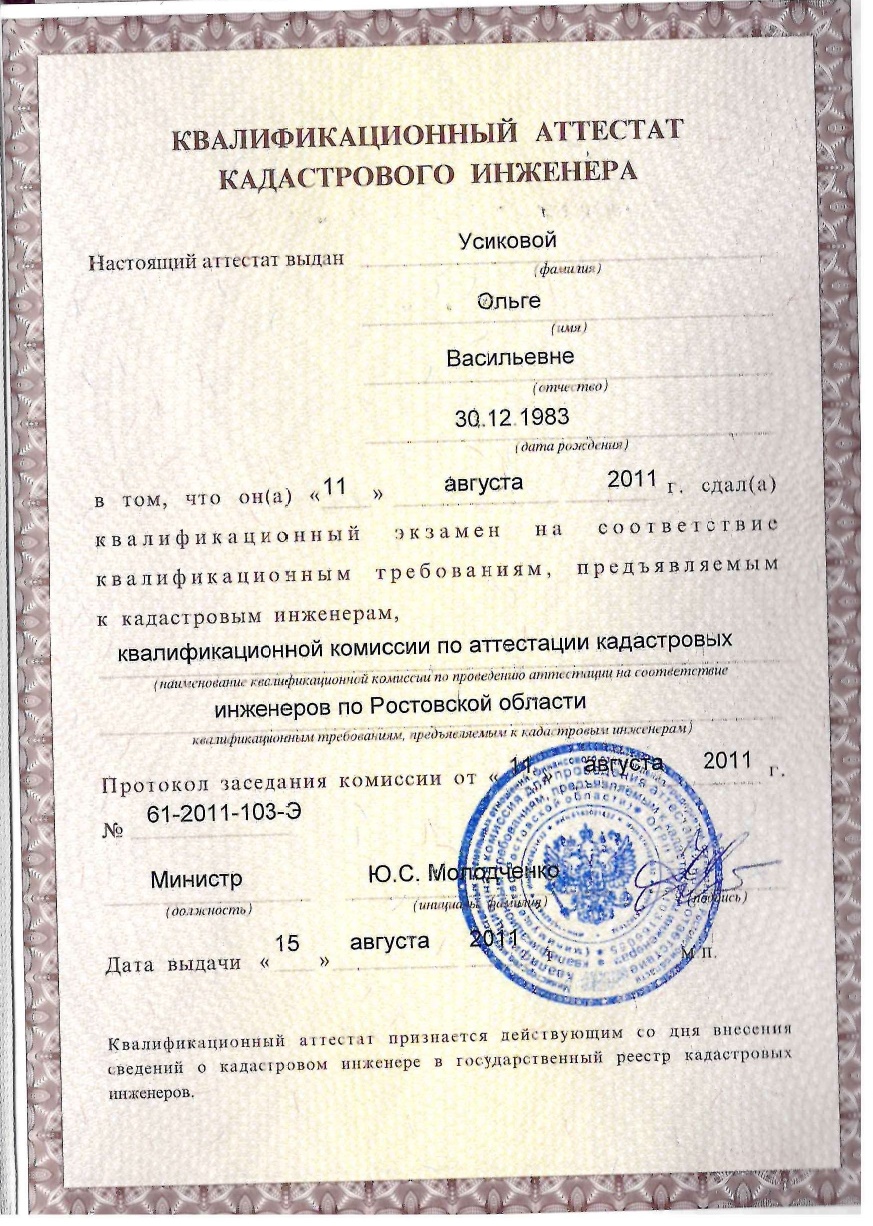 КВАЛИФИКАЦИОННЫЙ АТТЕСТАТ
КАДАСТРОВОГО ИНЖЕНЕРА
Настоящий аттестат выдан Усиковой
(фамилия)
Ольге
(имя)
Васильевне
(отчество)
30.12.1983
(дата рождения)
в том, что он(а) «11» августа 2011 г. сдал(а)
квалификационный экзамен на соответствие
квалификационным требованиям, предъявляемым
к кадастровым инженерам,
квалификационной комиссии по аттестации кадастровых
(наименование квалификационной комиссии по проведению аттестации на соответствие
инженеров по Ростовской области
квалификационным требованиям, предъявляемым к кадастровым инженерам)
Протокол заседания комиссии от « 11 августа 2011 г.
№ 61-2011-103-Э
Министр Ю.С. Молодченко
(должность) (инициалы, фамилия) (подпись)
Дата выдачи «15» августа 2011 г. М.П.
Квалификационный аттестат признается действующим со дня внесения
сведений о кадастровом инженере в государственный реестр кадастровых
инженеров.